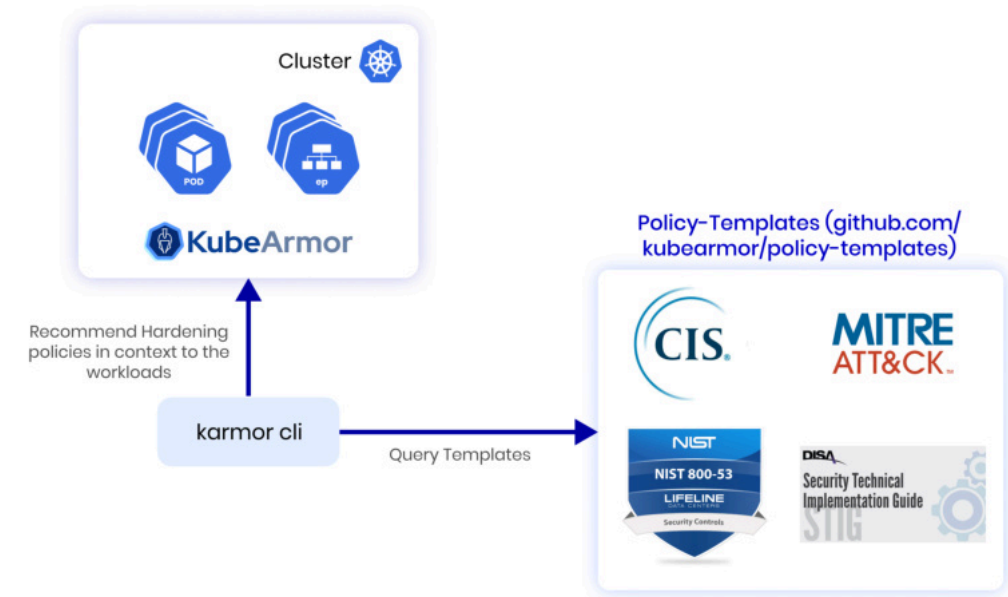 Cluster
POD
ep
KubeArmor
Policy-Templates (github.com/
kubearmor/policy-templates)
Recommend Hardening
policies in context to the
workloads
karmor cli
Query Templates
CIS®
MITRE
ATT&CK™
NIST
NIST 800-53
LIFELINE
DATA CENTERS
Security Controls
DISA
Security Technical
Implementation Guide
STIG